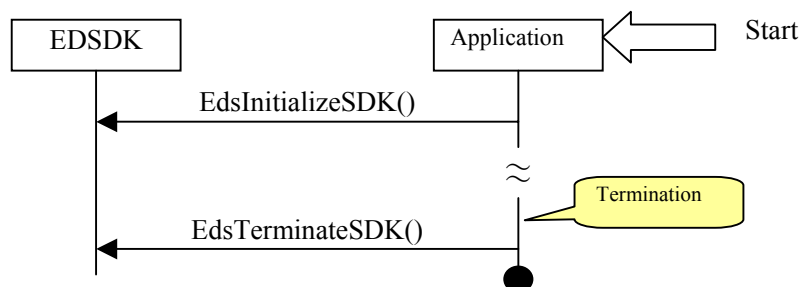 EDSDK
Application
Start
EdsInitializeSDK()
Termination
EdsTerminateSDK()